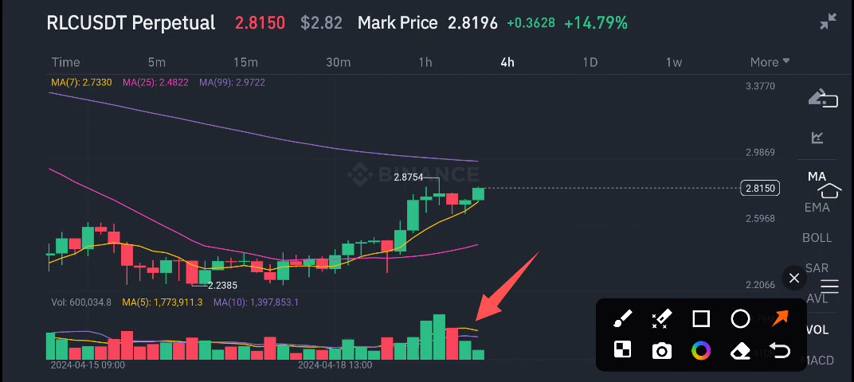 RLCUSDT Perpetual 2.8150 $2.82 Mark Price 2.8196 +0.3628 +14.79%
Time 5m 15m 30m 1h 4h 1D 1w More
MA(7): 2.7330 MA(25): 2.4822 MA(99): 2.9722
3.3770
2.9869
BINANCE
2.8754
2.8150
2.5968
2.2385
2.2066
Vol: 600,034.8 MA(5): 1,773,911.3 MA(10): 1,397,853.1
2024-04-15 09:00 2024-04-18 13:00
MA
EMA
BOLL
SAR
AVL
VOL
MACD